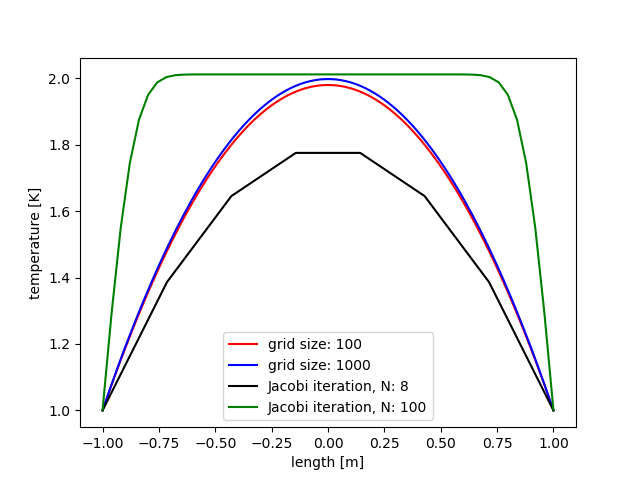 2.0
1.8
1.6
1.4
1.2
1.0
temperature [K]
grid size: 100
grid size: 1000
Jacobi iteration, N: 8
Jacobi iteration, N: 100
−1.00 −0.75 −0.50 −0.25 0.00 0.25 0.50 0.75 1.00
length [m]